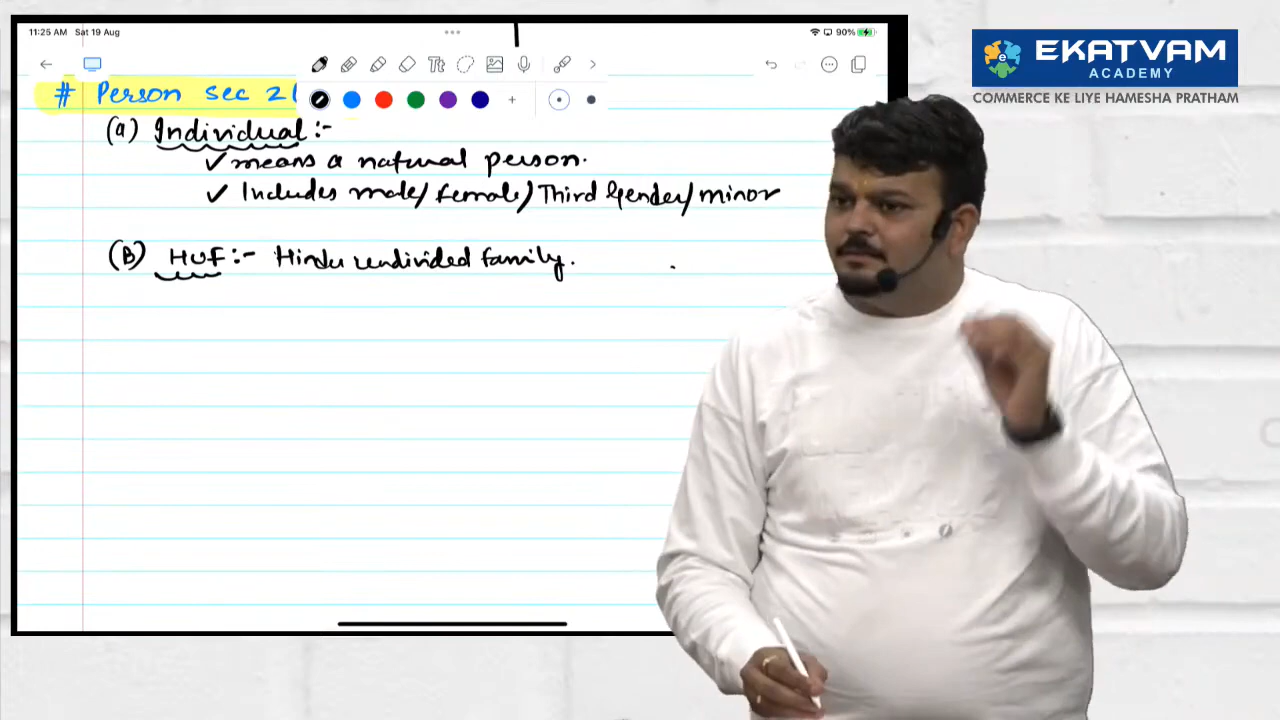 11:25 AM Sat 19 Aug
90%
EKATVAM
ACADEMY
COMMERCE KE LIYE HAMESHA PRATHAM
# Person sec 2(
(a) Individual :-
✓ means a natural person.
✓ Includes male/female/Third Gender/minor
(B) HUF :- Hindu undivided family.